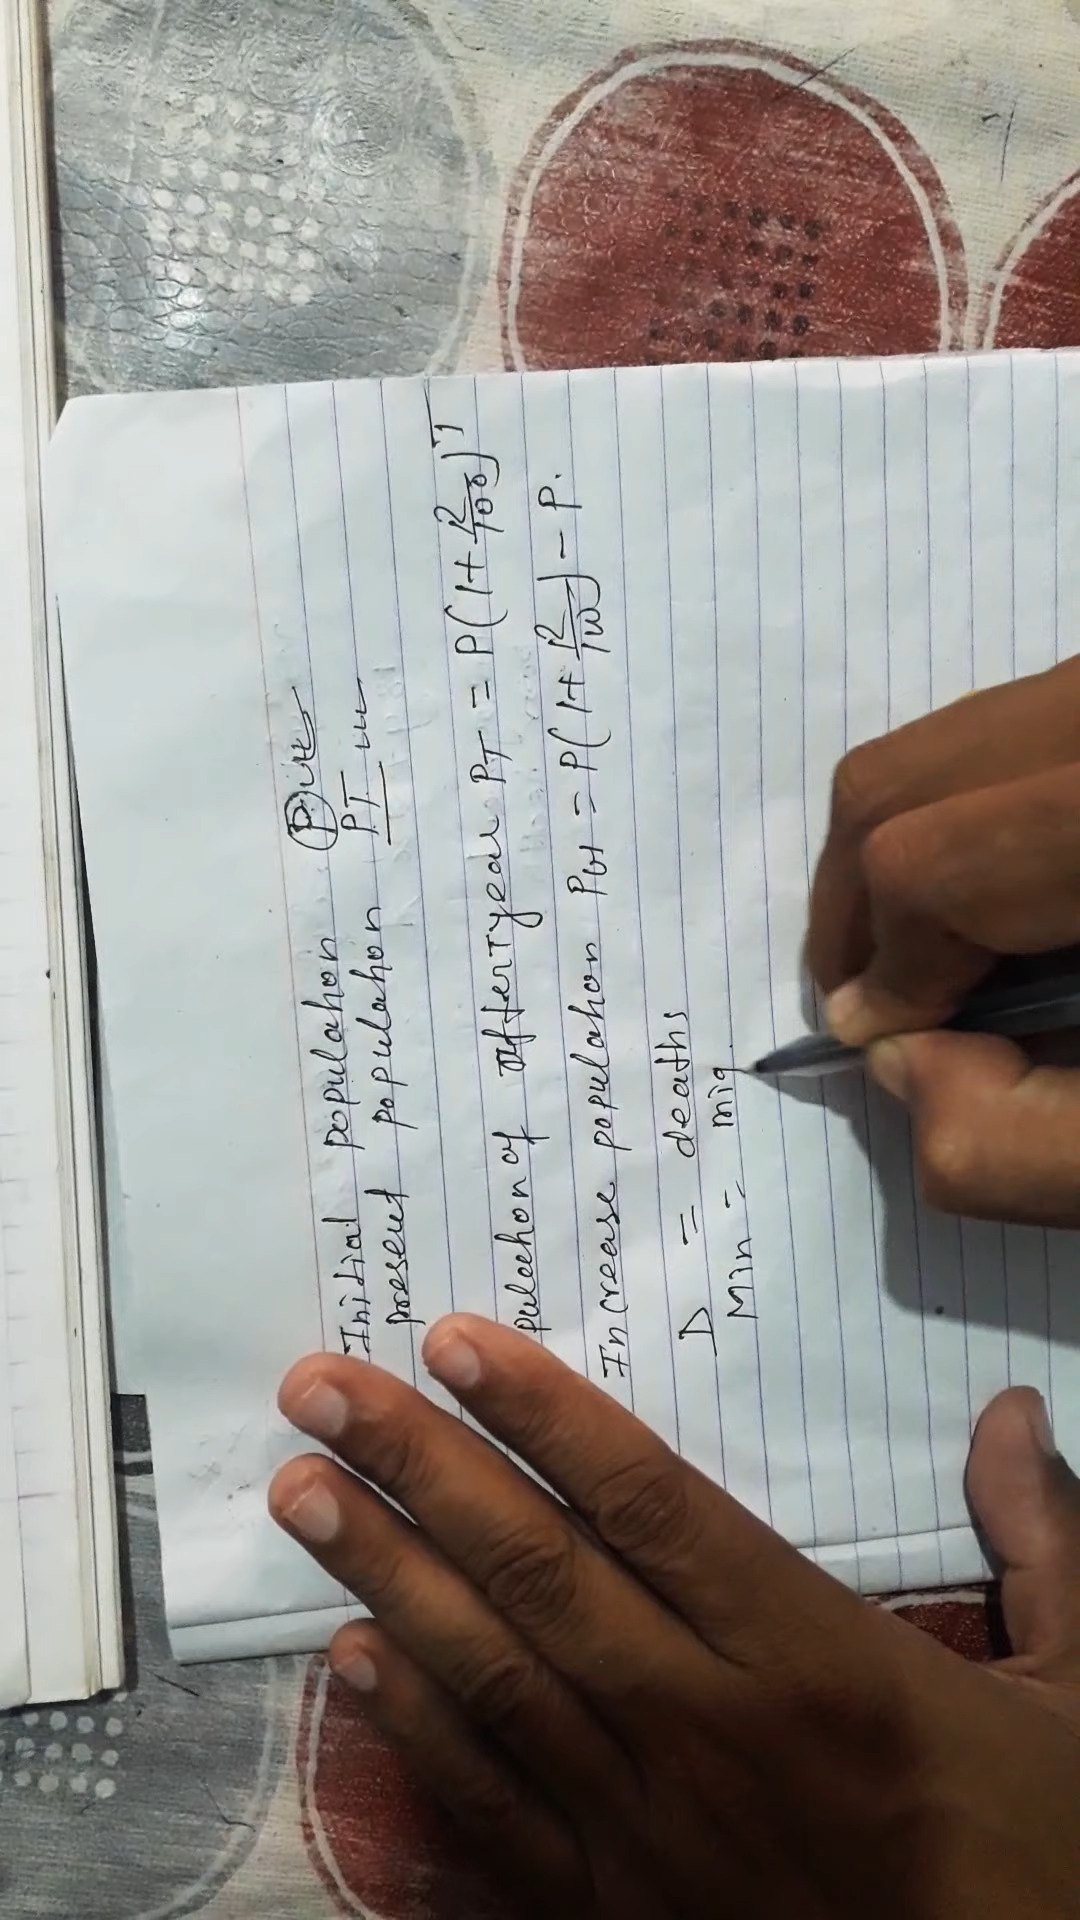 Initial population (P)
present population PT
pulation of after T year PT = P(1+R/100)^T
Increase population = P(1+R/100) - P.
D = deaths
Min = mig